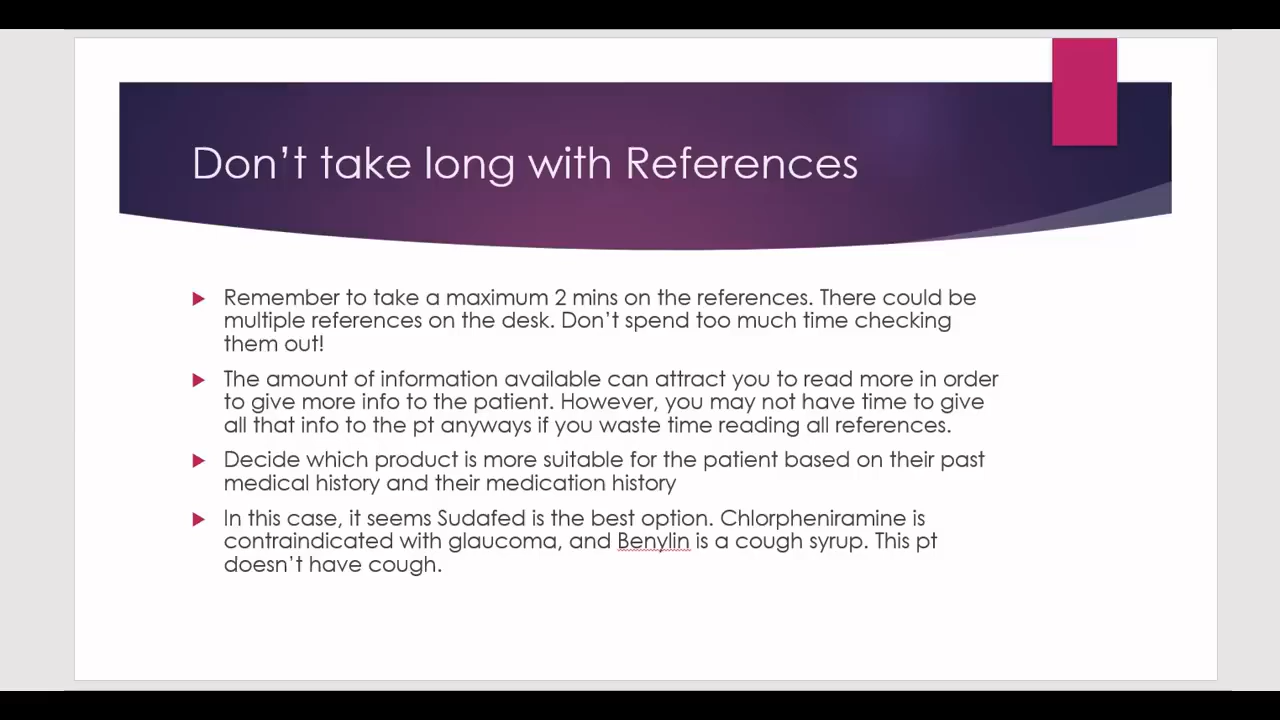 Don't take long with References
Remember to take a maximum 2 mins on the references. There could be
multiple references on the desk. Don't spend too much time checking
them out!
The amount of information available can attract you to read more in order
to give more info to the patient. However, you may not have time to give
all that info to the pt anyways if you waste time reading all references.
Decide which product is more suitable for the patient based on their past
medical history and their medication history
In this case, it seems Sudafed is the best option. Chlorpheniramine is
contraindicated with glaucoma, and Benylin is a cough syrup. This pt
doesn't have cough.